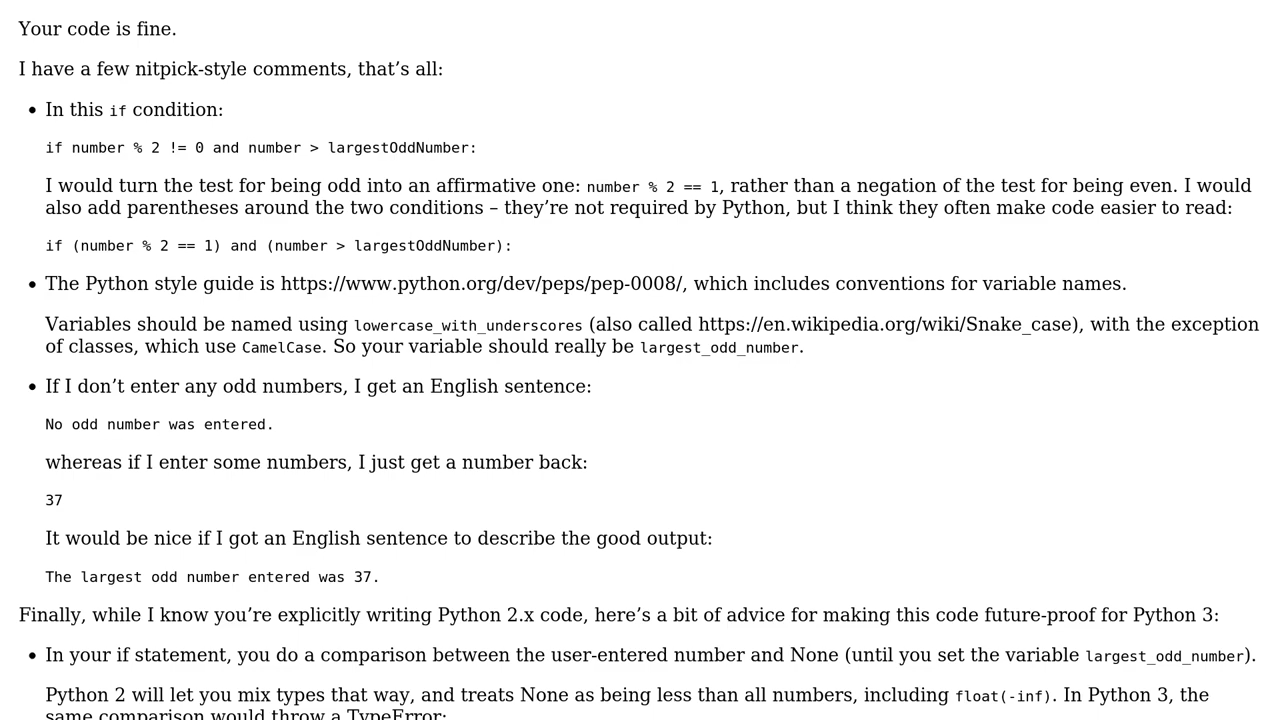 Your code is fine.
I have a few nitpick-style comments, that’s all:
• In this if condition:
if number % 2 != 0 and number > largestOddNumber:
I would turn the test for being odd into an affirmative one: number % 2 == 1, rather than a negation of the test for being even. I would
also add parentheses around the two conditions – they’re not required by Python, but I think they often make code easier to read:
if (number % 2 == 1) and (number > largestOddNumber):
• The Python style guide is https://www.python.org/dev/peps/pep-0008/, which includes conventions for variable names.
Variables should be named using lowercase_with_underscores (also called https://en.wikipedia.org/wiki/Snake_case), with the exception
of classes, which use CamelCase. So your variable should really be largest_odd_number.
• If I don’t enter any odd numbers, I get an English sentence:
No odd number was entered.
whereas if I enter some numbers, I just get a number back:
37
It would be nice if I got an English sentence to describe the good output:
The largest odd number entered was 37.
Finally, while I know you’re explicitly writing Python 2.x code, here’s a bit of advice for making this code future-proof for Python 3:
• In your if statement, you do a comparison between the user-entered number and None (until you set the variable largest_odd_number).
Python 2 will let you mix types that way, and treats None as being less than all numbers, including float(-inf). In Python 3, the
same comparison would throw a TypeError: